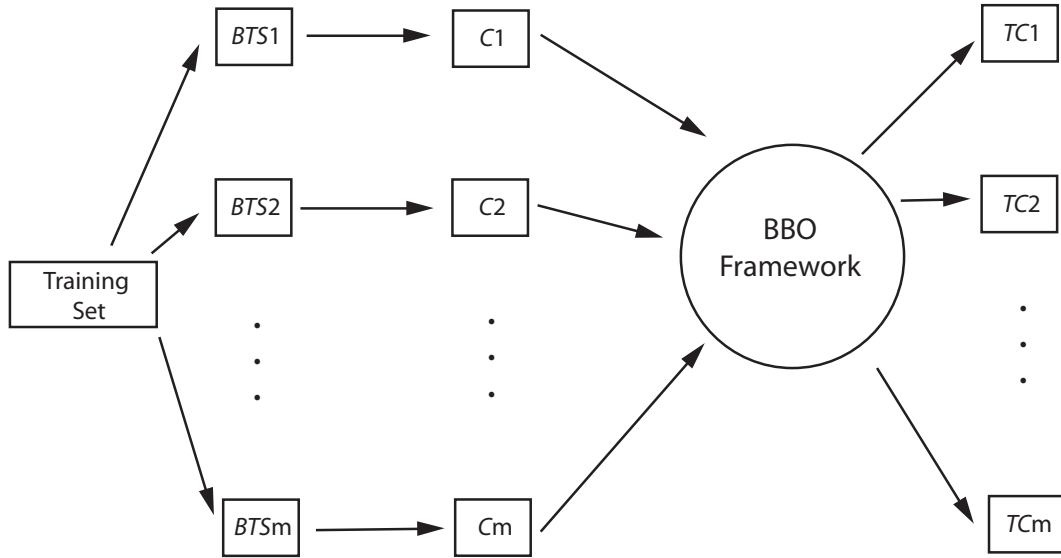 BTS1
C1
TC1
BTS2
C2
TC2
BBO
Framework
Training
Set
BTSm
Cm
TCm